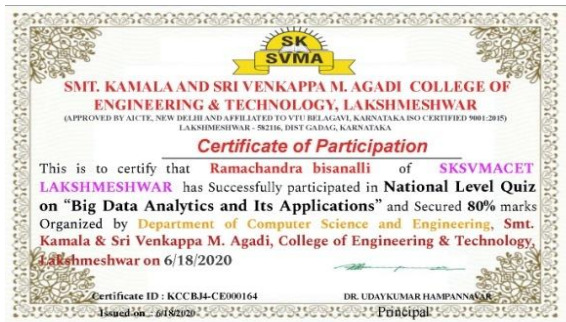 SK
SVMA
SMT. KAMALA AND SRI VENKAPPA M. AGADI COLLEGE OF
ENGINEERING & TECHNOLOGY, LAKSHMESHWAR
(APPROVED BY AICTE, NEW DELHI AND AFFILIATED TO VTU BELAGAVI, KARNATAKA ISO CERTIFIED 9001:2015)
LAKSHMESHWAR - 582116, DIST GADAG, KARNATAKA
Certificate of Participation
This is to certify that Ramachandra bisanalli of SKSVMACET
LAKSHMESHWAR has Successfully participated in National Level Quiz
on “Big Data Analytics and Its Applications” and Secured 80% marks
Organized by Department of Computer Science and Engineering, Smt.
Kamala & Sri Venkappa M. Agadi, College of Engineering & Technology,
Lakshmeshwar on 6/18/2020
Certificate ID : KCCBJ4-CE000164
DR. UDAYKUMAR HAMPANNAVAR
Issued on : 6/18/2020
Principal